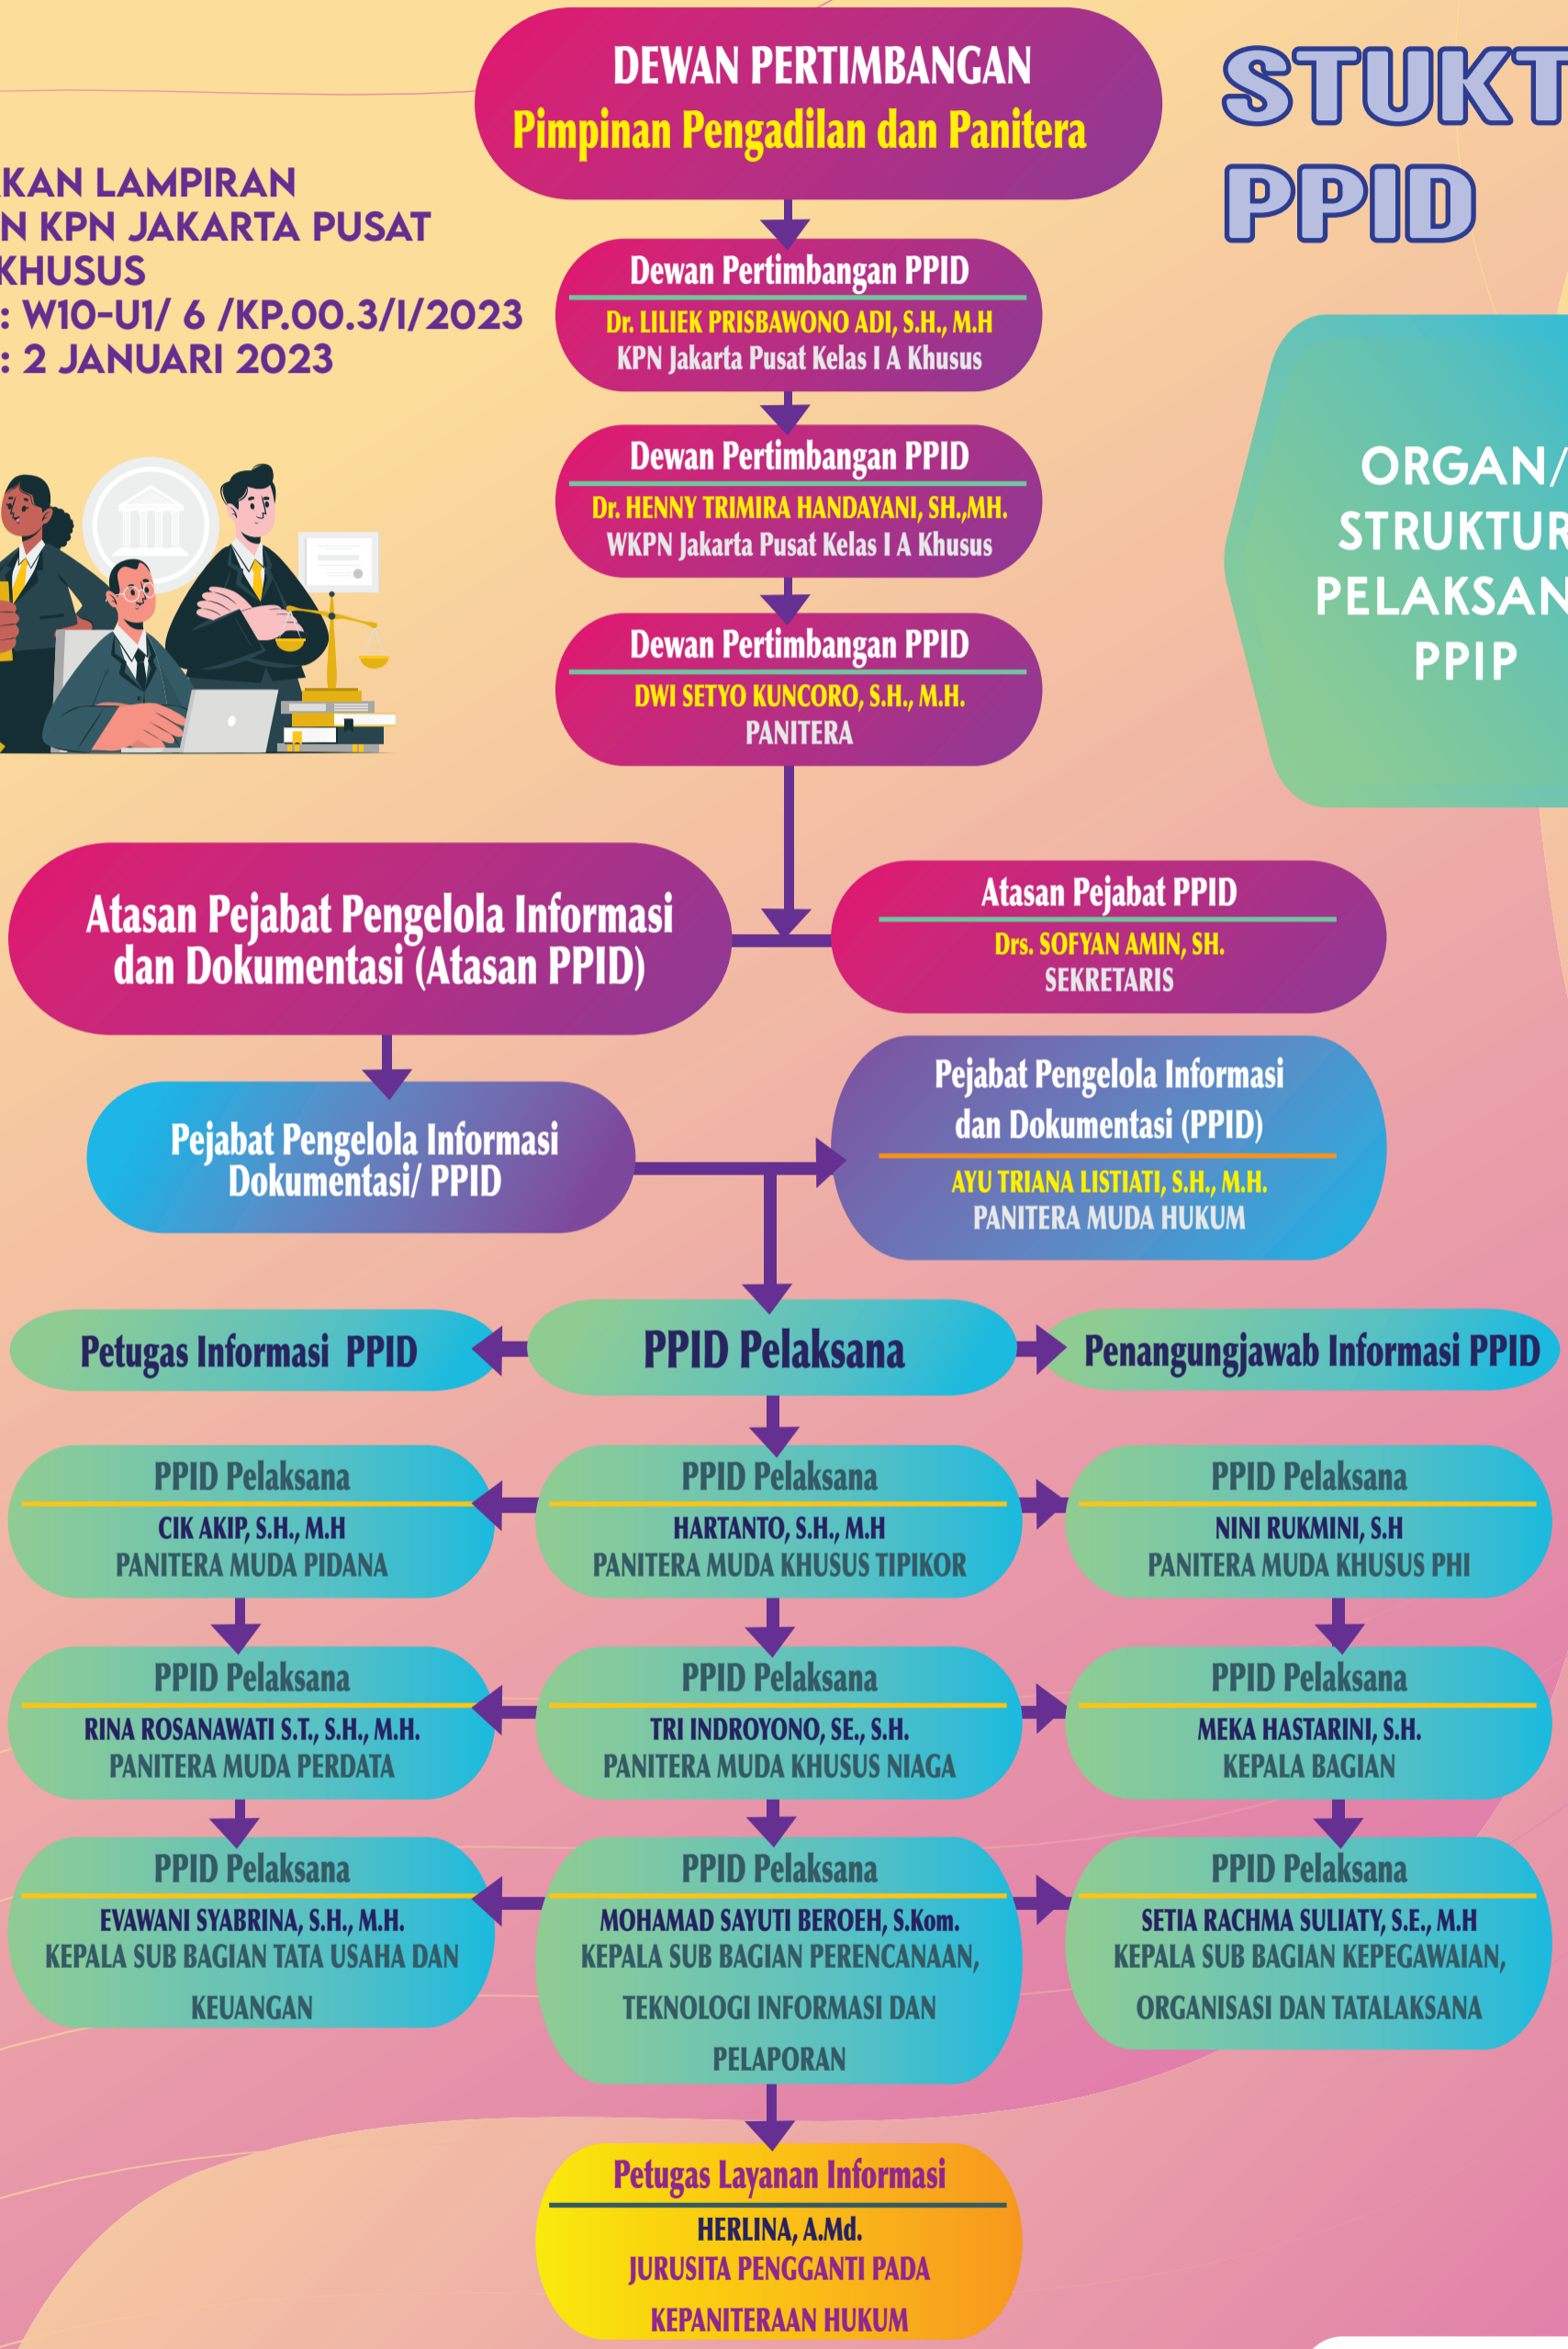 DEWAN PERTIMBANGAN
Pimpinan Pengadilan dan Panitera
STUKT
PPID
KAN LAMPIRAN
N KPN JAKARTA PUSAT
KHUSUS
: W10-U1/ 6 /KP.00.3/I/2023
: 2 JANUARI 2023
Dewan Pertimbangan PPID
Dr. LILIEK PRISBAWONO ADI, S.H., M.H
KPN Jakarta Pusat Kelas I A Khusus
Dewan Pertimbangan PPID
Dr. HENNY TRIMIRA HANDAYANI, SH.,MH.
WKPN Jakarta Pusat Kelas I A Khusus
Dewan Pertimbangan PPID
DWI SETYO KUNCORO, S.H., M.H.
PANITERA
ORGAN/
STRUKTUR
PELAKSAN
PPIP
Atasan Pejabat Pengelola Informasi
dan Dokumentasi (Atasan PPID)
Atasan Pejabat PPID
Drs. SOFYAN AMIN, SH.
SEKRETARIS
Pejabat Pengelola Informasi
Dokumentasi/ PPID
Pejabat Pengelola Informasi
dan Dokumentasi (PPID)
AYU TRIANA LISTIATI, S.H., M.H.
PANITERA MUDA HUKUM
Petugas Informasi PPID
PPID Pelaksana
Penangungjawab Informasi PPID
PPID Pelaksana
CIK AKIP, S.H., M.H
PANITERA MUDA PIDANA
PPID Pelaksana
HARTANTO, S.H., M.H
PANITERA MUDA KHUSUS TIPIKOR
PPID Pelaksana
NINI RUKMINI, S.H
PANITERA MUDA KHUSUS PHI
PPID Pelaksana
RINA ROSANAWATI S.T., S.H., M.H.
PANITERA MUDA PERDATA
PPID Pelaksana
TRI INDROYONO, SE., S.H.
PANITERA MUDA KHUSUS NIAGA
PPID Pelaksana
MEKA HASTARINI, S.H.
KEPALA BAGIAN
PPID Pelaksana
EVAWANI SYABRINA, S.H., M.H.
KEPALA SUB BAGIAN TATA USAHA DAN
KEUANGAN
PPID Pelaksana
MOHAMAD SAYUTI BEROEH, S.Kom.
KEPALA SUB BAGIAN PERENCANAAN,
TEKNOLOGI INFORMASI DAN
PELAPORAN
PPID Pelaksana
SETIA RACHMA SULIATY, S.E., M.H
KEPALA SUB BAGIAN KEPEGAWAIAN,
ORGANISASI DAN TATALAKSANA
Petugas Layanan Informasi
HERLINA, A.Md.
JURUSITA PENGGANTI PADA
KEPANITERAAN HUKUM